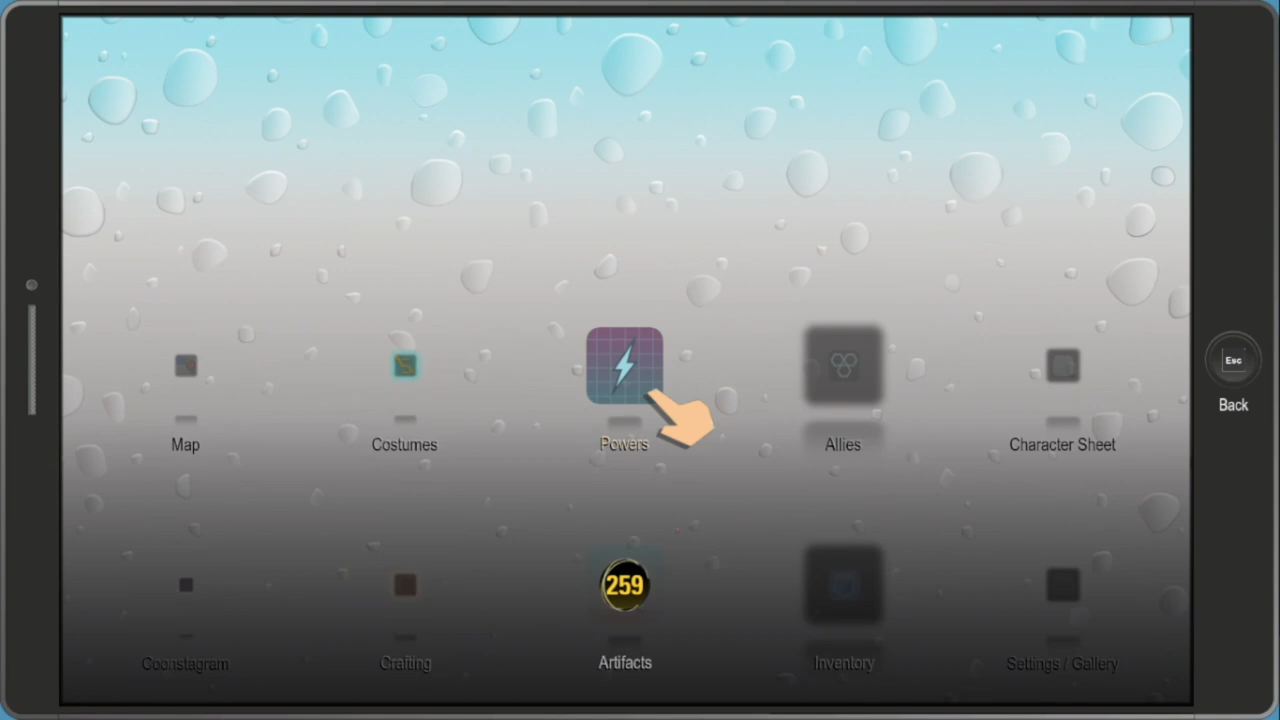 Esc
Back
Map
Costumes
Powers
Allies
Character Sheet
259
Coonstagram
Crafting
Artifacts
Inventory
Settings / Gallery